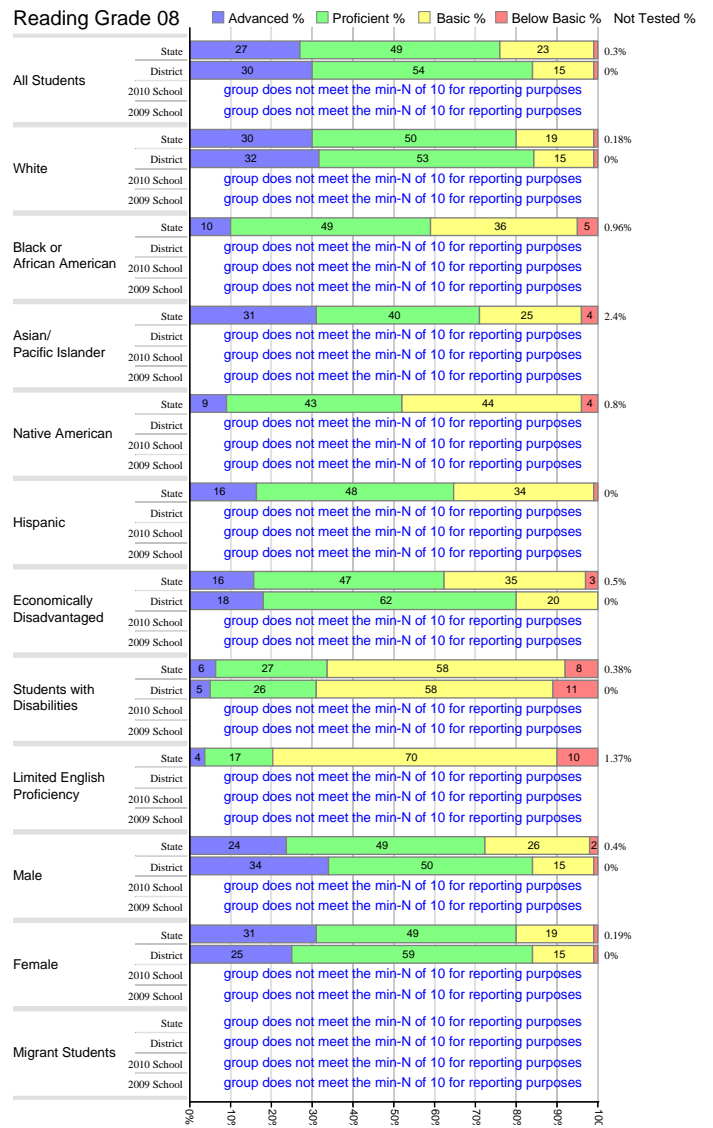 Reading Grade 08 Advanced % Proficient % Basic % Below Basic % Not Tested %
All Students
State 27 49 23 0.3%
District 30 54 15 0%
2010 School group does not meet the min-N of 10 for reporting purposes
2009 School group does not meet the min-N of 10 for reporting purposes
White
State 30 50 19 0.18%
District 32 53 15 0%
2010 School group does not meet the min-N of 10 for reporting purposes
2009 School group does not meet the min-N of 10 for reporting purposes
Black or
African American
State 10 49 36 5 0.96%
District group does not meet the min-N of 10 for reporting purposes
2010 School group does not meet the min-N of 10 for reporting purposes
2009 School group does not meet the min-N of 10 for reporting purposes
Asian/
Pacific Islander
State 31 40 25 4 2.4%
District group does not meet the min-N of 10 for reporting purposes
2010 School group does not meet the min-N of 10 for reporting purposes
2009 School group does not meet the min-N of 10 for reporting purposes
Native American
State 9 43 44 4 0.8%
District group does not meet the min-N of 10 for reporting purposes
2010 School group does not meet the min-N of 10 for reporting purposes
2009 School group does not meet the min-N of 10 for reporting purposes
Hispanic
State 16 48 34 0%
District group does not meet the min-N of 10 for reporting purposes
2010 School group does not meet the min-N of 10 for reporting purposes
2009 School group does not meet the min-N of 10 for reporting purposes
Economically
Disadvantaged
State 16 47 35 3 0.5%
District 18 62 20 0%
2010 School group does not meet the min-N of 10 for reporting purposes
2009 School group does not meet the min-N of 10 for reporting purposes
Students with
Disabilities
State 6 27 58 8 0.38%
District 5 26 58 11 0%
2010 School group does not meet the min-N of 10 for reporting purposes
2009 School group does not meet the min-N of 10 for reporting purposes
Limited English
Proficiency
State 4 17 70 10 1.37%
District group does not meet the min-N of 10 for reporting purposes
2010 School group does not meet the min-N of 10 for reporting purposes
2009 School group does not meet the min-N of 10 for reporting purposes
Male
State 24 49 26 2 0.4%
District 34 50 15 0%
2010 School group does not meet the min-N of 10 for reporting purposes
2009 School group does not meet the min-N of 10 for reporting purposes
Female
State 31 49 19 0.19%
District 25 59 15 0%
2010 School group does not meet the min-N of 10 for reporting purposes
2009 School group does not meet the min-N of 10 for reporting purposes
Migrant Students
State group does not meet the min-N of 10 for reporting purposes
District group does not meet the min-N of 10 for reporting purposes
2010 School group does not meet the min-N of 10 for reporting purposes
2009 School group does not meet the min-N of 10 for reporting purposes
0% 10% 20% 30% 40% 50% 60% 70% 80% 90%